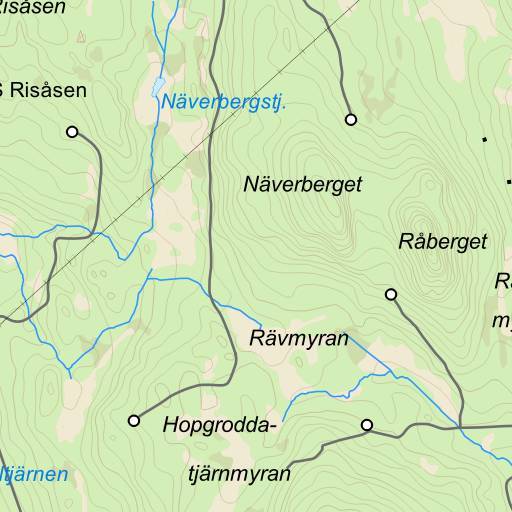 Risåsen
S Risåsen
Näverbergstj.
Näverberget
Råberget
Rävmyran
Hopgrodda-
tjärnmyran